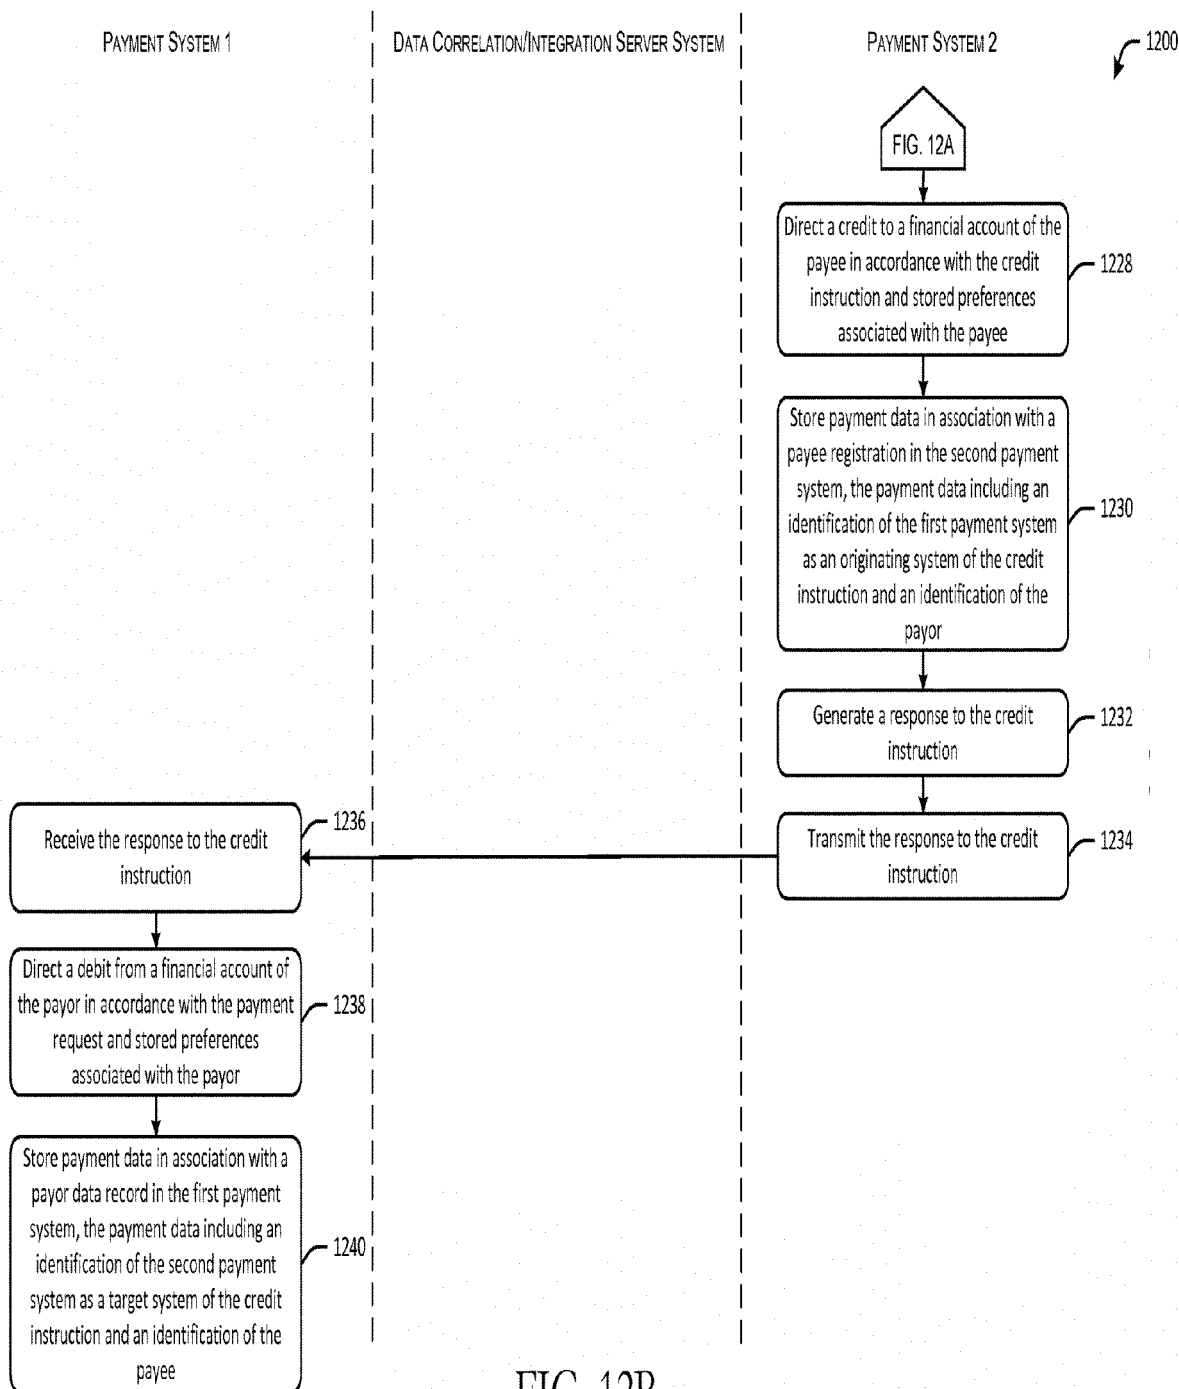 PAYMENT SYSTEM 1
DATA CORRELATION/INTEGRATION SERVER SYSTEM
PAYMENT SYSTEM 2
1200
FIG. 12A
Direct a credit to a financial account of the
payee in accordance with the credit
instruction and stored preferences
associated with the payee
1228
Store payment data in association with a
payee registration in the second payment
system, the payment data including an
identification of the first payment system
as an originating system of the credit
instruction and an identification of the
payor
1230
Generate a response to the credit
instruction
1232
Transmit the response to the credit
instruction
1234
Receive the response to the credit
instruction
1236
Direct a debit from a financial account of
the payor in accordance with the payment
request and stored preferences
associated with the payor
1238
Store payment data in association with a
payor data record in the first payment
system, the payment data including an
identification of the second payment
system as a target system of the credit
instruction and an identification of the
payee
1240
FIG. 12B